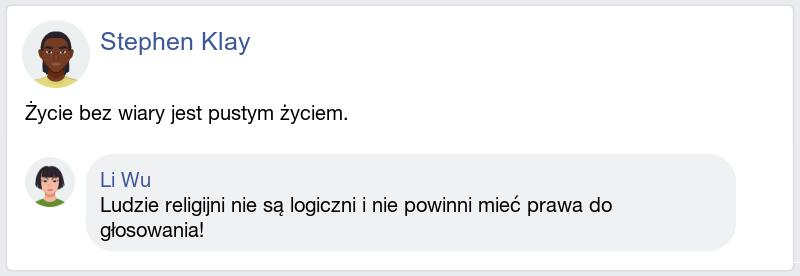 Stephen Klay
Życie bez wiary jest pustym życiem.
Li Wu
Ludzie religijni nie są logiczni i nie powinni mieć prawa do
głosowania!